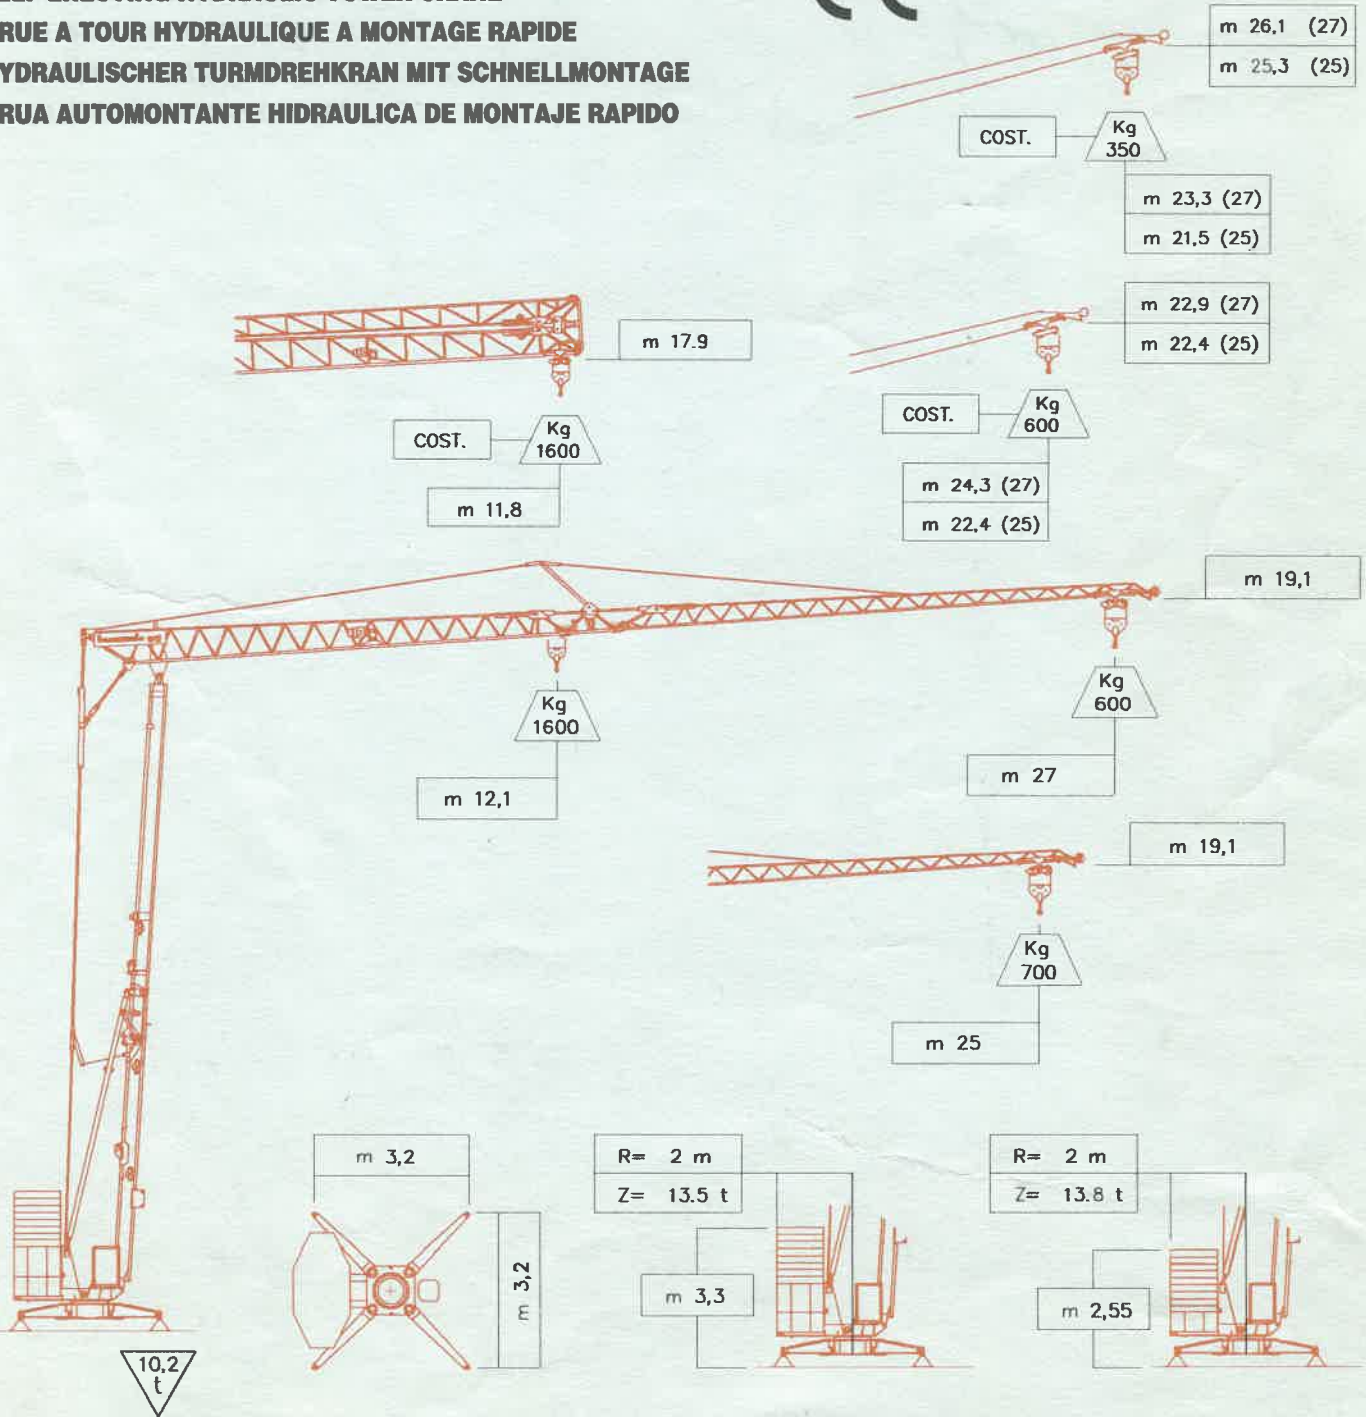 RUE A TOUR HYDRAULIQUE A MONTAGE RAPIDE
YDRAULISCHER TURMDREHKRAN MIT SCHNELLMONTAGE
RUA AUTOMONTANTE HIDRAULICA DE MONTAJE RAPIDO
m 26,1 (27)
m 25,3 (25)
COST.
Kg
350
m 23,3 (27)
m 21,5 (25)
m 17.9
COST.
Kg
1600
m 11,8
m 22,9 (27)
m 22,4 (25)
COST.
Kg
600
m 24,3 (27)
m 22,4 (25)
m 19,1
Kg
1600
m 12,1
Kg
600
m 27
m 19,1
Kg
700
m 25
m 3,2
m 3,2
R= 2 m
Z= 13.5 t
m 3,3
R= 2 m
Z= 13.8 t
m 2,55
10,2
t